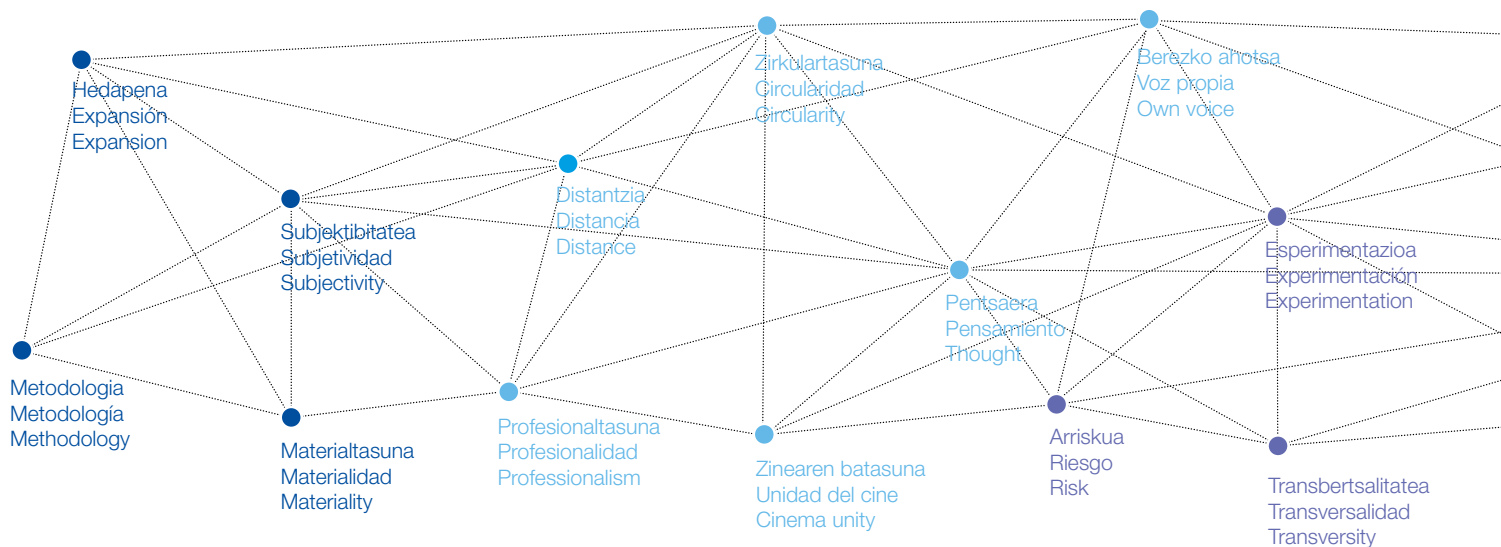 Hedapena
Expansión
Expansion
Zirkulartasuna
Circularidad
Circularity
Berezko ahotsa
Voz propia
Own voice
Distantzia
Distancia
Distance
Subjektibitatea
Subjetividad
Subjectivity
Esperimentazioa
Experimentación
Experimentation
Pentsaera
Pensamiento
Thought
Metodologia
Metodología
Methodology
Materialtasuna
Materialidad
Materiality
Profesionaltasuna
Profesionalidad
Professionalism
Zinearen batasuna
Unidad del cine
Cinema unity
Arriskua
Riesgo
Risk
Transbertsalitatea
Transversalidad
Transversity